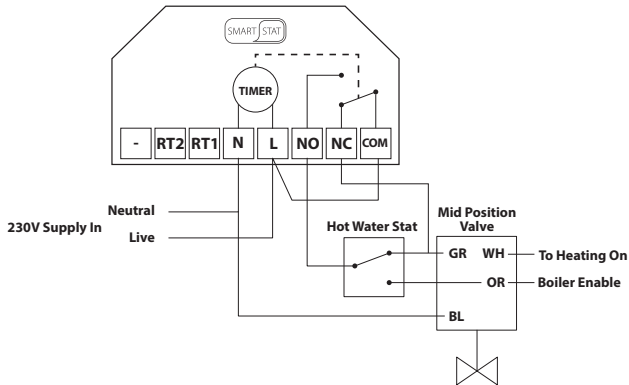 SMART STAT
TIMER
- RT2 RT1 N L NO NC COM
230V Supply In
Neutral
Live
Hot Water Stat
Mid Position
Valve
GR WH
To Heating On
OR
Boiler Enable
BL